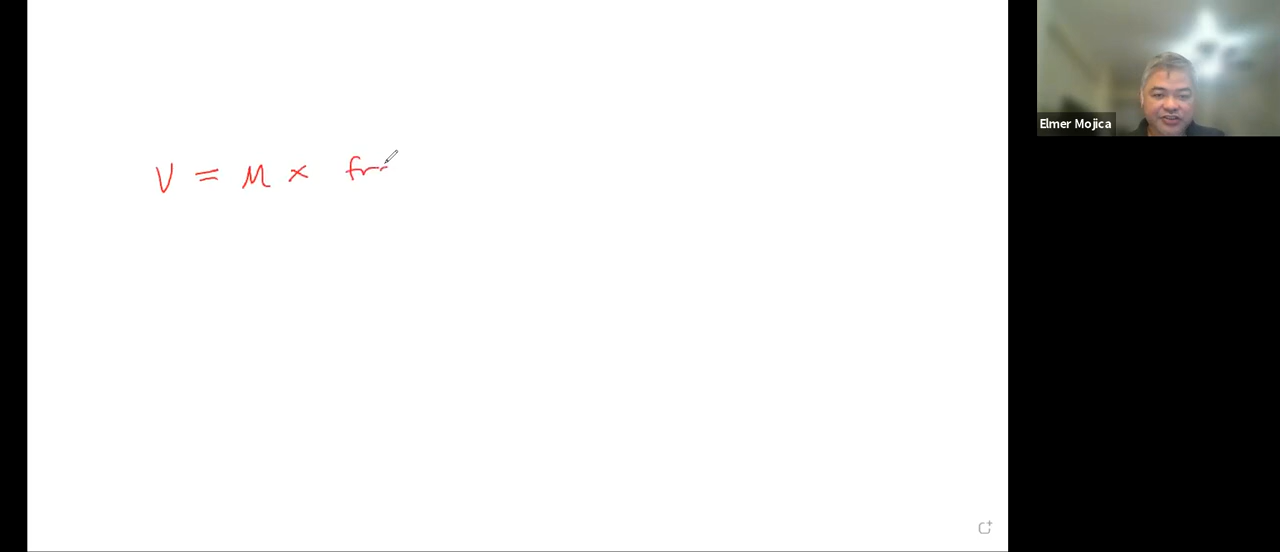 V = M × fr
Elmer Mojica